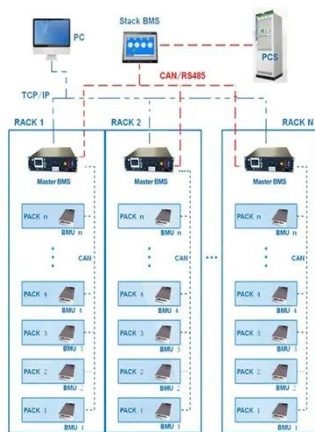 PC
Stack BMS
PCS
CAN/RS485
TCP/IP
RACK 1
RACK 2
RACK N
Master BMS
Master BMS
Master BMS
PACK n
PACK n
PACK n
BMU n
BMU n
BMU n
CAN
CAN
CAN
PACK 4
PACK 4
PACK 4
BMU 4
BMU 4
BMU 4
PACK 3
PACK 3
PACK 3
BMU 3
BMU 3
BMU 3
PACK 2
PACK 2
PACK 2
BMU 2
BMU 2
BMU 2
PACK 1
PACK 1
PACK 1
BMU 1
BMU 1
BMU 1